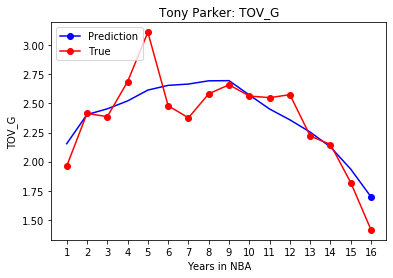 Tony Parker: TOV_G
Prediction
True
3.00
2.75
2.50
2.25
2.00
1.75
1.50
TOV_G
1 2 3 4 5 6 7 8 9 10 11 12 13 14 15 16
Years in NBA